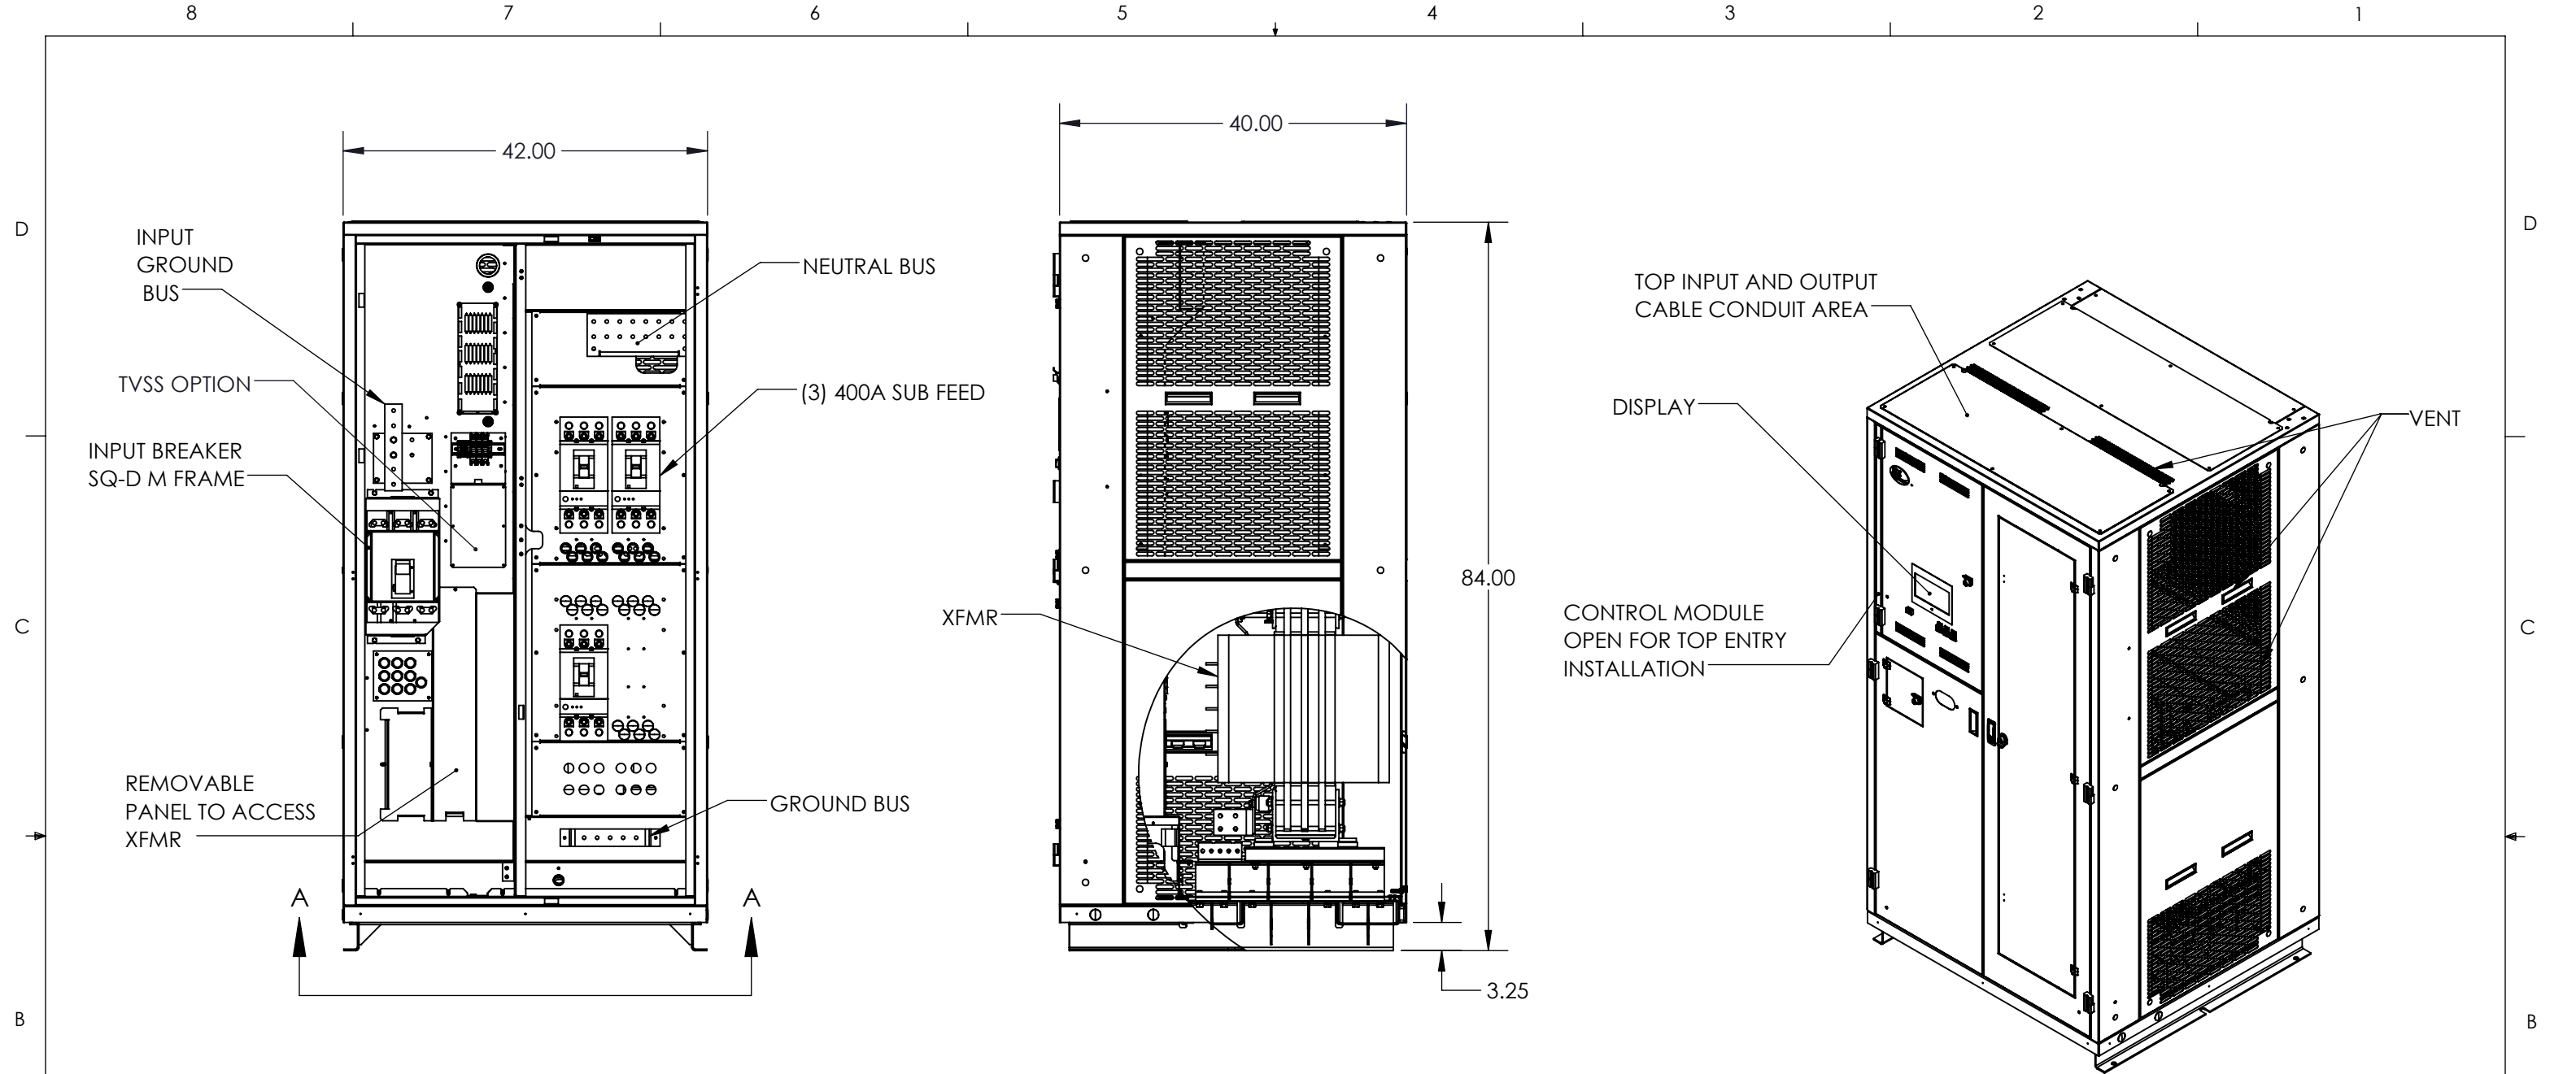 8 7 6 5 4 3 2 1
42.00
40.00
D
D
INPUT
GROUND
BUS
NEUTRAL BUS
TVSS OPTION
(3) 400A SUB FEED
INPUT BREAKER
SQ-D M FRAME
TOP INPUT AND OUTPUT
CABLE CONDUIT AREA
DISPLAY
VENT
84.00
C
XFMR
CONTROL MODULE
OPEN FOR TOP ENTRY
INSTALLATION
C
REMOVABLE
PANEL TO ACCESS
XFMR
GROUND BUS
A A
3.25
B
B